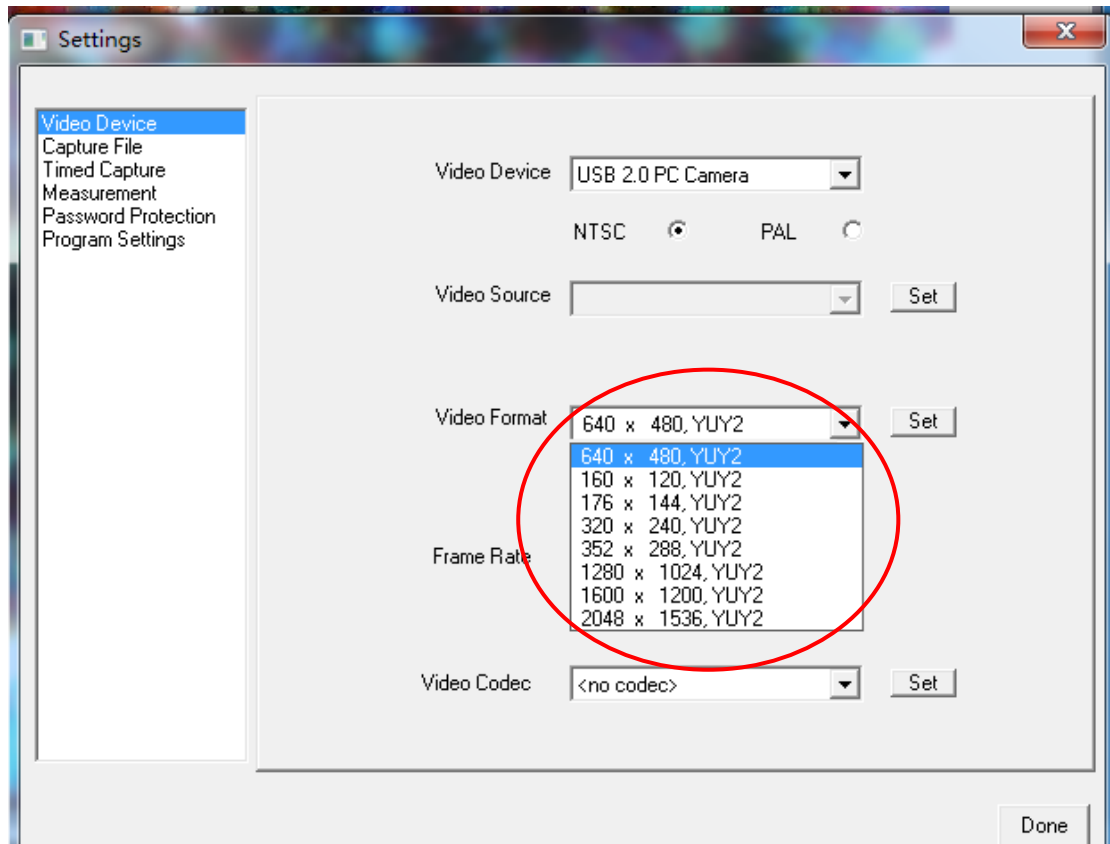 Settings
Video Device
Capture File
Timed Capture
Measurement
Password Protection
Program Settings
Video Device USB 2.0 PC Camera
NTSC PAL
Video Source Set
Video Format 640 x 480, YUY2 Set
640 x 480, YUY2
160 x 120, YUY2
176 x 144, YUY2
320 x 240, YUY2
352 x 288, YUY2
1280 x 1024, YUY2
1600 x 1200, YUY2
2048 x 1536, YUY2
Frame Rate
Video Codec <no codec> Set
Done